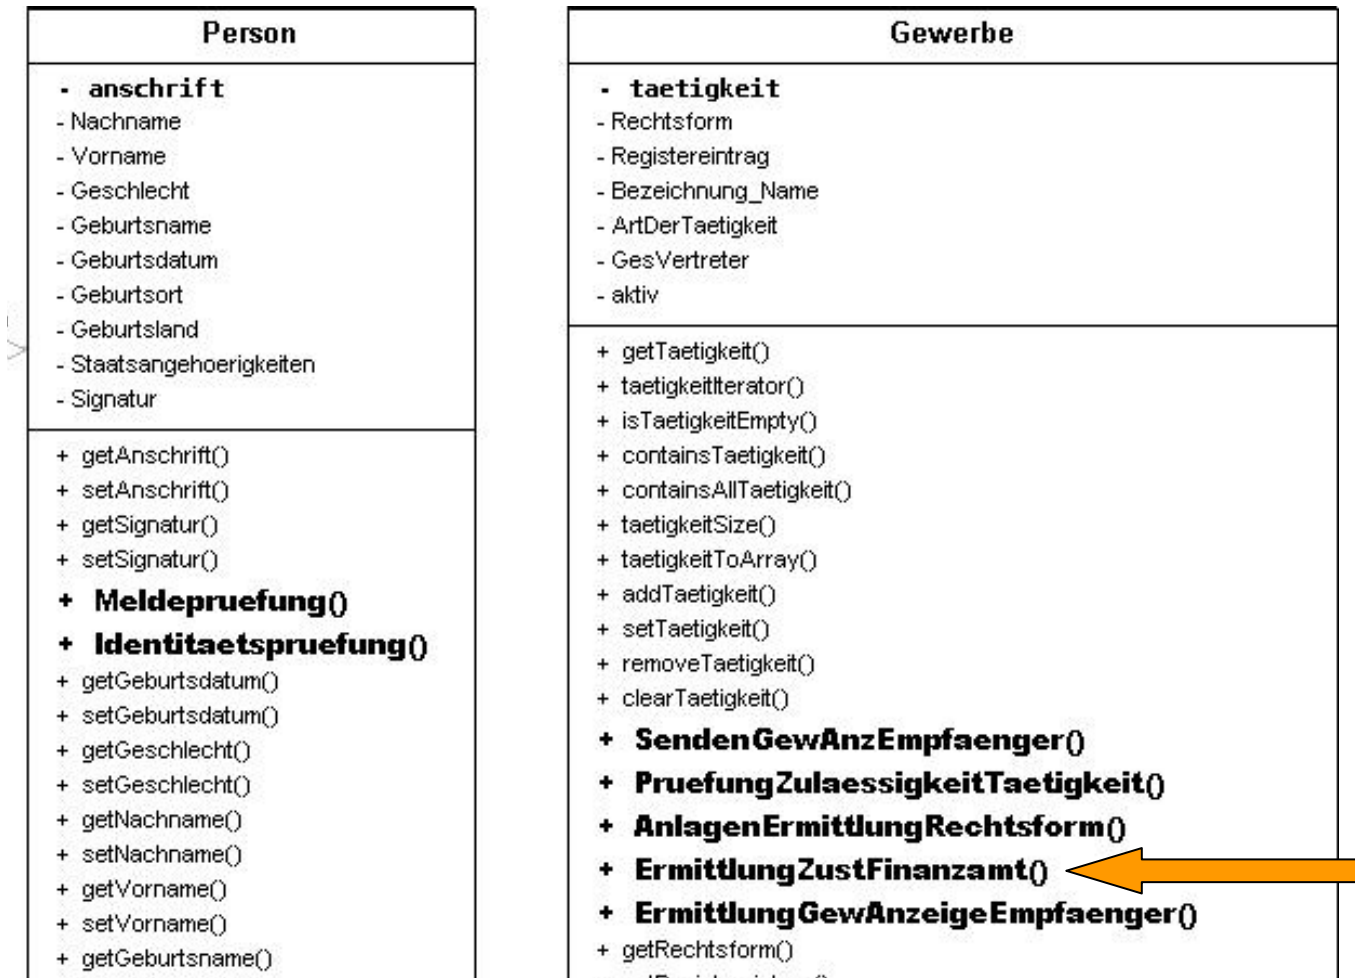 Person
- anschrift
- Nachname
- Vorname
- Geschlecht
- Geburtsname
- Geburtsdatum
- Geburtsort
- Geburtsland
- Staatsangehoerigkeiten
- Signatur
+ getAnschrift()
+ setAnschrift()
+ getSignatur()
+ setSignatur()
+ Meldepruefung()
+ Identitaetspruefung()
+ getGeburtsdatum()
+ setGeburtsdatum()
+ getGeschlecht()
+ setGeschlecht()
+ getNachname()
+ setNachname()
+ getVorname()
+ setVorname()
+ getGeburtsname()
Gewerbe
- taetigkeit
- Rechtsform
- Registereintrag
- Bezeichnung_Name
- ArtDerTaetigkeit
- GesVertreter
- aktiv
+ getTaetigkeit()
+ taetigkeitIterator()
+ isTaetigkeitEmpty()
+ containsTaetigkeit()
+ containsAllTaetigkeit()
+ taetigkeitSize()
+ taetigkeitToArray()
+ addTaetigkeit()
+ setTaetigkeit()
+ removeTaetigkeit()
+ clearTaetigkeit()
+ SendenGewAnzEmpfaenger()
+ PruefungZulaessigkeitTaetigkeit()
+ AnlagenErmittlungRechtsform()
+ ErmittlungZustFinanzamt()
+ ErmittlungGewAnzeigeEmpfaenger()
+ getRechtsform()